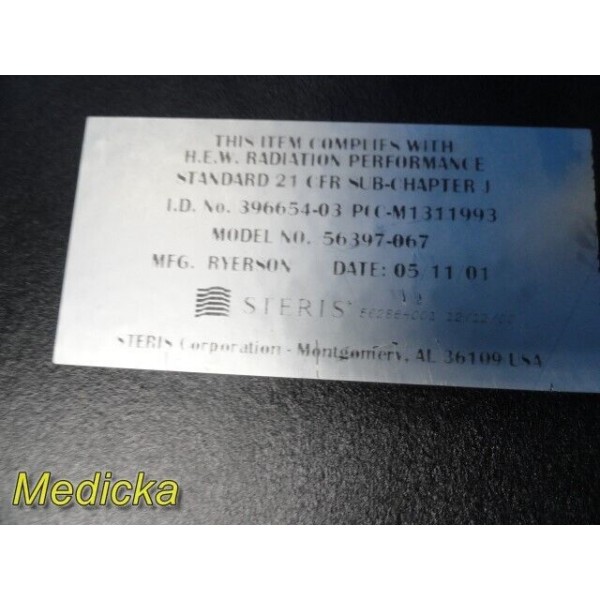 THIS ITEM COMPLIES WITH
H.E.W. RADIATION PERFORMANCE
STANDARD 21 CFR SUB-CHAPTER J
I.D. No. 396654-03 PCC-M1311993
MODEL NO. 56397-067
MFG. RYERSON DATE: 05/11 01
STERIS®
STERIS Corporation - Montgomery, AL 36109 USA
Medicka